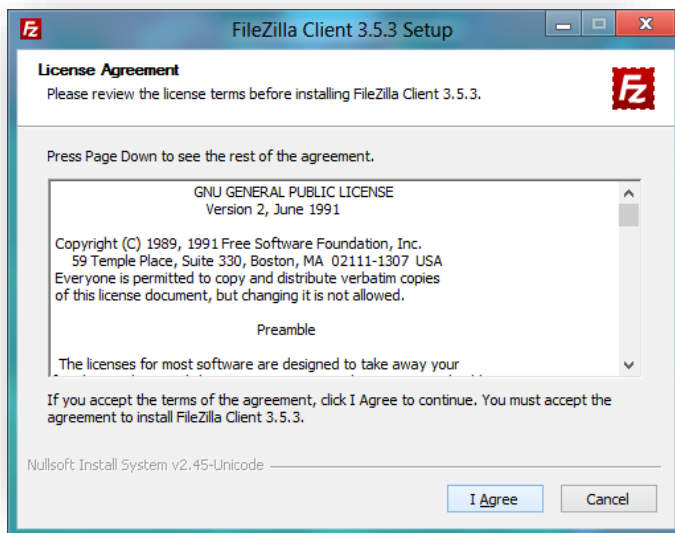 FileZilla Client 3.5.3 Setup
License Agreement
Please review the license terms before installing FileZilla Client 3.5.3.
Fz
Press Page Down to see the rest of the agreement.
GNU GENERAL PUBLIC LICENSE
Version 2, June 1991
Copyright (C) 1989, 1991 Free Software Foundation, Inc.
59 Temple Place, Suite 330, Boston, MA  02111-1307  USA
Everyone is permitted to copy and distribute verbatim copies
of this license document, but changing it is not allowed.
Preamble
The licenses for most software are designed to take away your
If you accept the terms of the agreement, click I Agree to continue. You must accept the
agreement to install FileZilla Client 3.5.3.
Nullsoft Install System v2.45-Unicode
I Agree
Cancel